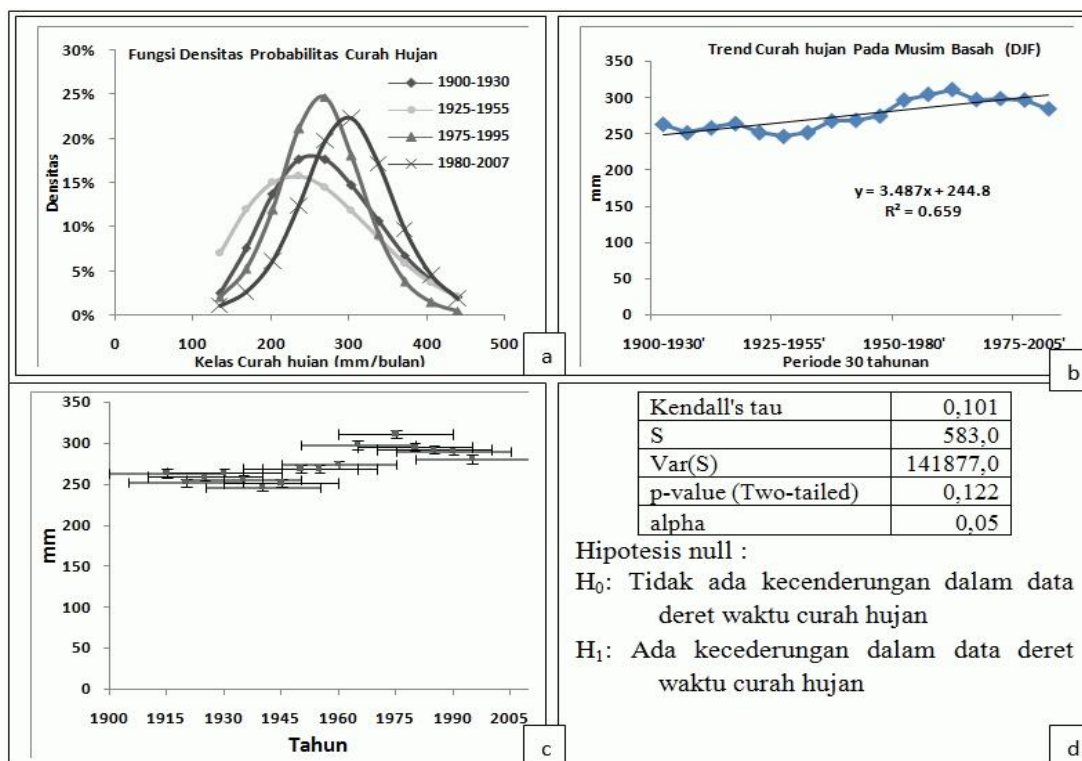 Fungsi Densitas Probabilitas Curah Hujan
1900-1930
1925-1955
1975-1995
1980-2007
30%
25%
20%
15%
10%
5%
0%
Densitas
0 100 200 300 400 500
Kelas Curah hujan (mm/bulan)
a
Trend Curah hujan Pada Musim Basah (DJF)
350
300
250
200
150
100
50
0
mm
y = 3.487x + 244.8
R² = 0.659
1900-1930' 1925-1955' 1950-1980' 1975-2005'
Periode 30 tahunan
b
350
300
250
200
150
100
50
0
mm
1900 1915 1930 1945 1960 1975 1990 2005
Tahun
c
Kendall's tau 0,101
S 583,0
Var(S) 141877,0
p-value (Two-tailed) 0,122
alpha 0,05
Hipotesis null :
H₀: Tidak ada kecenderungan dalam data
deret waktu curah hujan
H₁: Ada kecederungan dalam data deret
waktu curah hujan
d